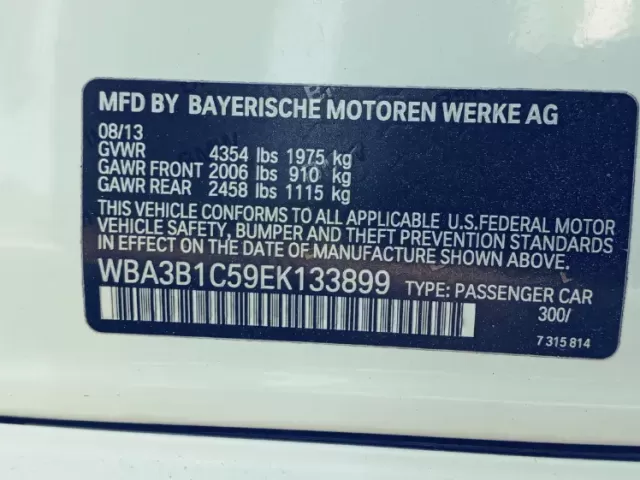 MFD BY BAYERISCHE MOTOREN WERKE AG
08/13
GVWR 4354 lbs 1975 kg
GAWR FRONT 2006 lbs 910 kg
GAWR REAR 2458 lbs 1115 kg
THIS VEHICLE CONFORMS TO ALL APPLICABLE U.S.FEDERAL MOTOR
VEHICLE SAFETY, BUMPER AND THEFT PREVENTION STANDARDS
IN EFFECT ON THE DATE OF MANUFACTURE SHOWN ABOVE.
WBA3B1C59EK133899 TYPE: PASSENGER CAR
300/
7 315 814